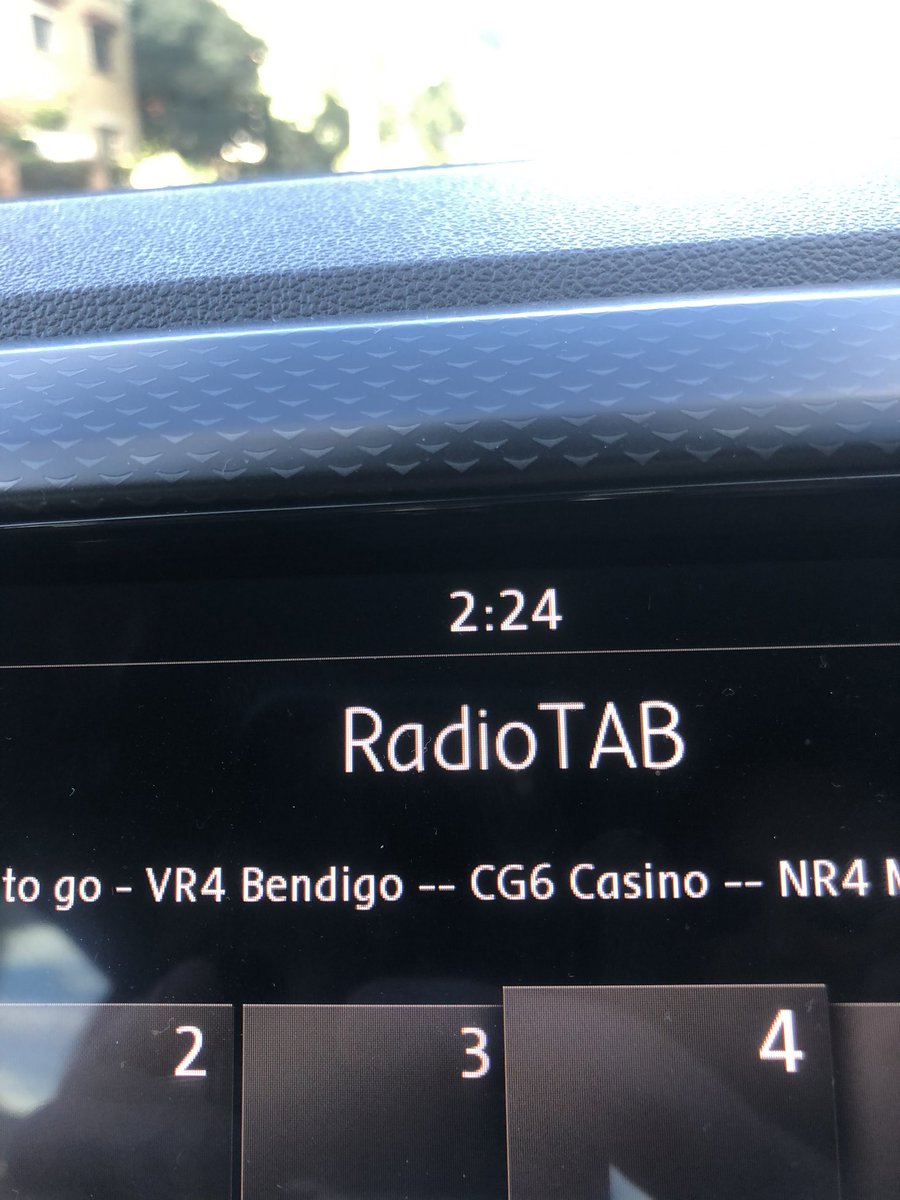 2:24
RadioTAB
to go - VR4 Bendigo -- CG6 Casino -- NR4
2 3 4